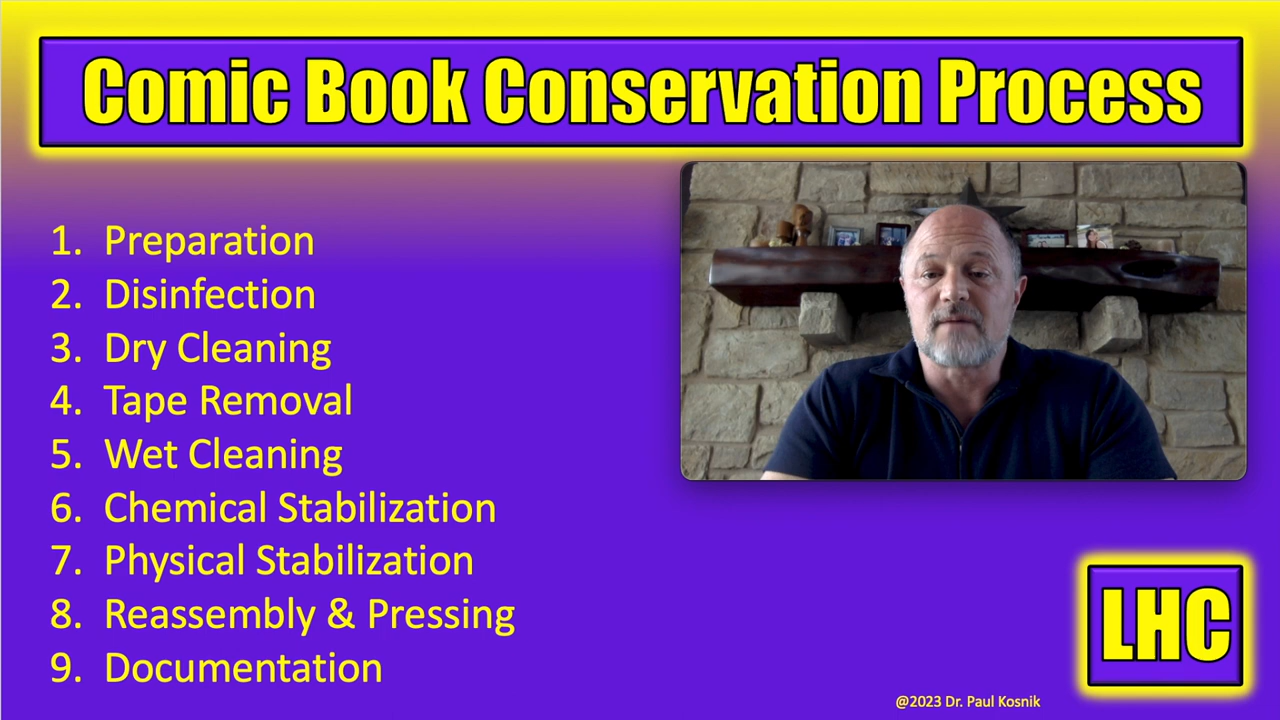 Comic Book Conservation Process
1. Preparation
2. Disinfection
3. Dry Cleaning
4. Tape Removal
5. Wet Cleaning
6. Chemical Stabilization
7. Physical Stabilization
8. Reassembly & Pressing
9. Documentation
LHC
@2023 Dr. Paul Kosnik